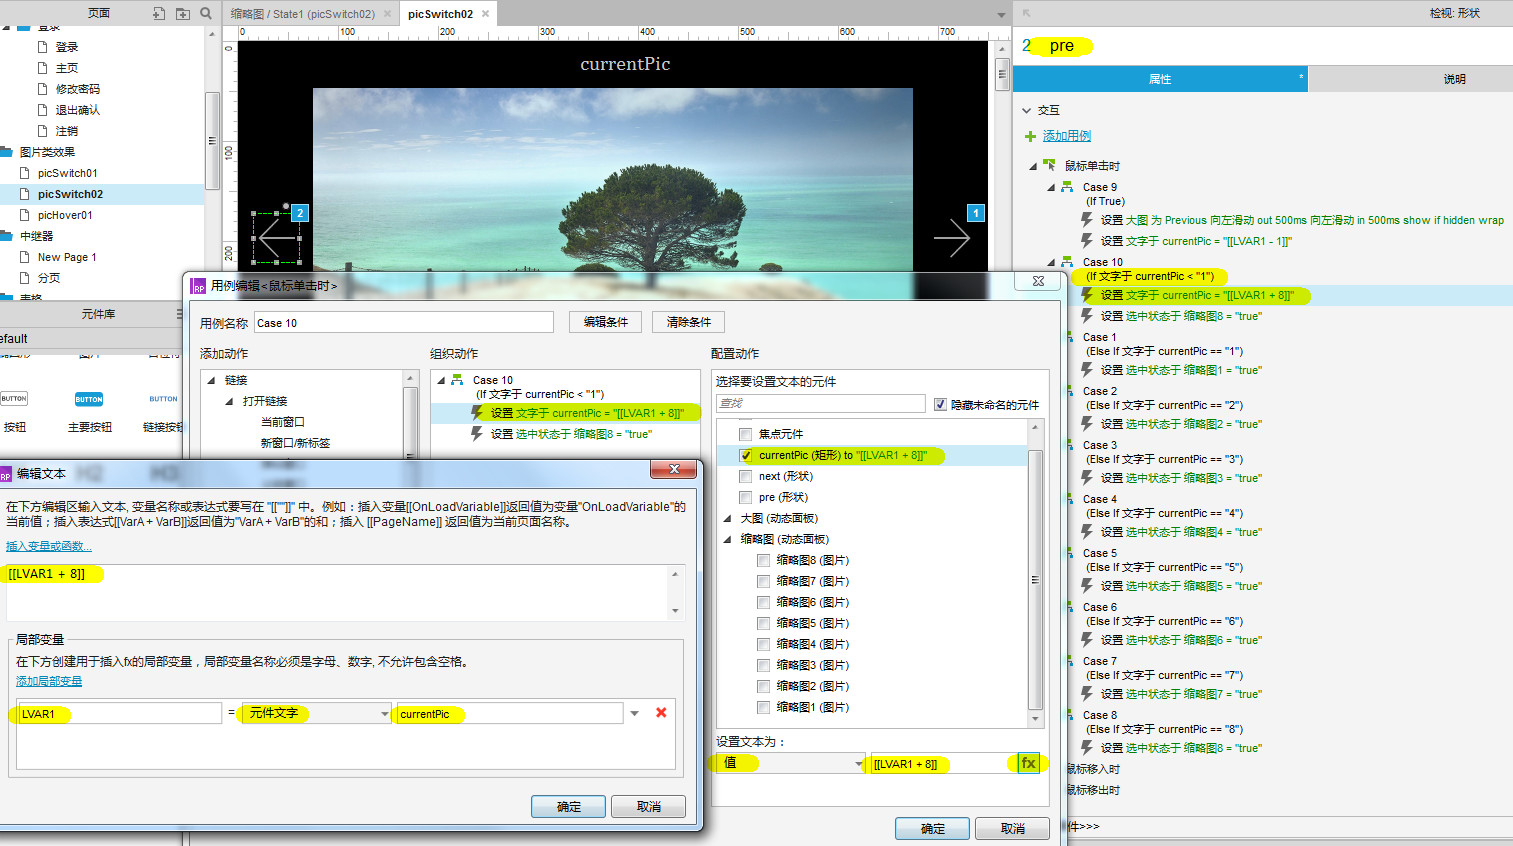 页面
缩略图 / State1 (picSwitch02)
picSwitch02
检视: 形状
登录
登录
主页
修改密码
退出确认
注销
图片类效果
picSwitch01
picSwitch02
picHover01
中继器
New Page 1
分页
表格
元件库
efault
BUTTON
BUTTON
BUTTON
按钮
主要按钮
链接按钮
0
100
200
300
400
500
600
700
0
100
200
currentPic
2
1
2
pre
属性
*
说明
交互
添加用例
鼠标单击时
Case 9
(If True)
设置 大图 为 Previous 向左滑动 out 500ms 向左滑动 in 500ms show if hidden wrap
设置 文字于 currentPic = "[[LVAR1 - 1]]"
Case 10
(If 文字于 currentPic < "1")
设置 文字于 currentPic = "[[LVAR1 + 8]]"
设置 选中状态于 缩略图8 = "true"
Case 1
(Else If 文字于 currentPic == "1")
设置 选中状态于 缩略图1 = "true"
Case 2
(Else If 文字于 currentPic == "2")
设置 选中状态于 缩略图2 = "true"
Case 3
(Else If 文字于 currentPic == "3")
设置 选中状态于 缩略图3 = "true"
Case 4
(Else If 文字于 currentPic == "4")
设置 选中状态于 缩略图4 = "true"
Case 5
(Else If 文字于 currentPic == "5")
设置 选中状态于 缩略图5 = "true"
Case 6
(Else If 文字于 currentPic == "6")
设置 选中状态于 缩略图6 = "true"
Case 7
(Else If 文字于 currentPic == "7")
设置 选中状态于 缩略图7 = "true"
Case 8
(Else If 文字于 currentPic == "8")
设置 选中状态于 缩略图8 = "true"
鼠标移入时
鼠标移出时
件>>>
RP
用例编辑<鼠标单击时>
用例名称
Case 10
编辑条件
清除条件
添加动作
组织动作
配置动作
链接
打开链接
当前窗口
新窗口/新标签
Case 10
(If 文字于 currentPic < "1")
设置 文字于 currentPic = "[[LVAR1 + 8]]"
设置 选中状态于 缩略图8 = "true"
选择要设置文本的元件
查找
隐藏未命名的元件
焦点元件
currentPic (矩形) to "[[LVAR1 + 8]]"
next (形状)
pre (形状)
大图 (动态面板)
缩略图 (动态面板)
缩略图8 (图片)
缩略图7 (图片)
缩略图6 (图片)
缩略图5 (图片)
缩略图4 (图片)
缩略图3 (图片)
缩略图2 (图片)
缩略图1 (图片)
设置文本为：
值
[[LVAR1 + 8]]
fx
确定
取消
RP
编辑文本
在下方编辑区输入文本, 变量名称或表达式要写在 "[[""]]" 中。例如：插入变量[[OnLoadVariable]]返回值为变量"OnLoadVariable"的
当前值；插入表达式[[VarA + VarB]]返回值为"VarA + VarB"的和；插入 [[PageName]] 返回值为当前页面名称。
插入变量或函数...
[[LVAR1 + 8]]
局部变量
在下方创建用于插入fx的局部变量，局部变量名称必须是字母、数字, 不允许包含空格。
添加局部变量
LVAR1
=
元件文字
currentPic
确定
取消